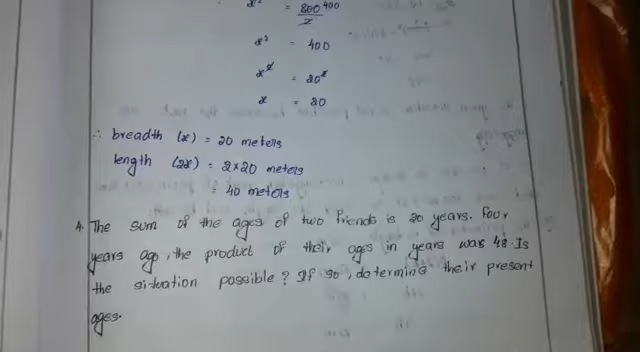 x² = 800 400 / 2
x² = 400
x² = 20²
x = 20
∴ breadth (x) = 20 meters
length (2x) = 2×20 meters
= 40 meters
4. The sum of the ages of two friends is 20 years. Four
years ago, the product of their ages in years was 48. Is
the situation possible? If so, determine their present
ages.